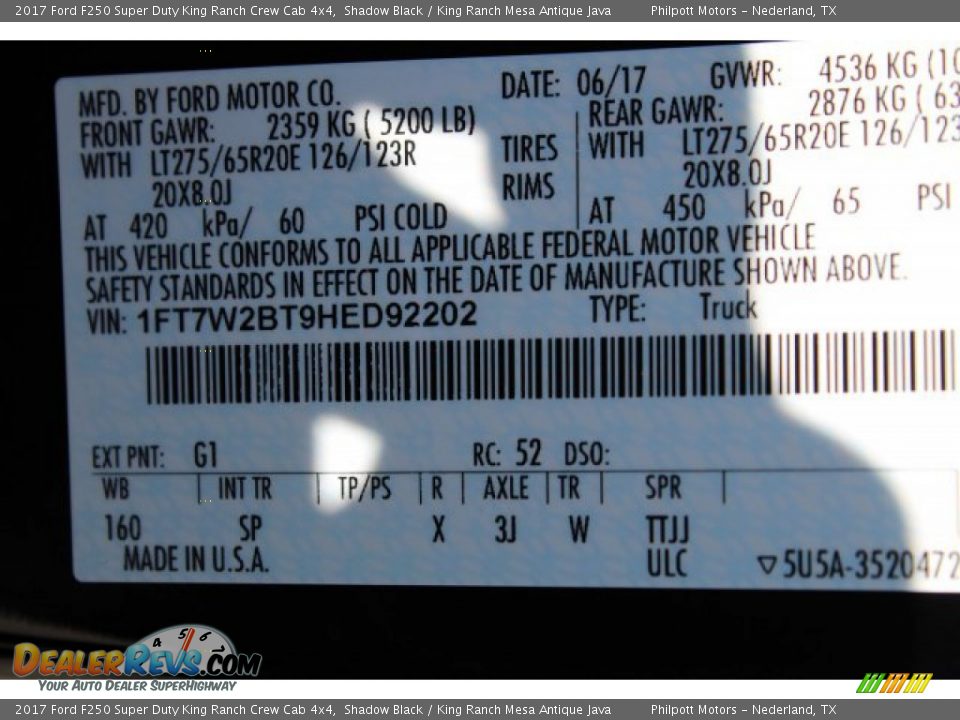 2017 Ford F250 Super Duty King Ranch Crew Cab 4x4, Shadow Black / King Ranch Mesa Antique Java Philpott Motors – Nederland, TX
MFD. BY FORD MOTOR CO. DATE: 06/17 GVWR: 4536 KG (10
FRONT GAWR: 2359 KG ( 5200 LB) REAR GAWR: 2876 KG ( 63
WITH LT275/65R20E 126/123R TIRES WITH LT275/65R20E 126/123
20X8.0J RIMS 20X8.0J
AT 420 kPa/ 60 PSI COLD AT 450 kPa/ 65 PSI
THIS VEHICLE CONFORMS TO ALL APPLICABLE FEDERAL MOTOR VEHICLE
SAFETY STANDARDS IN EFFECT ON THE DATE OF MANUFACTURE SHOWN ABOVE.
VIN: 1FT7W2BT9HED92202 TYPE: Truck
EXT PNT: G1 RC: 52 DSO:
WB INT TR TP/PS R AXLE TR SPR
160 SP X 3J W TTJJ
MADE IN U.S.A. ULC ▽5U5A-3520472
4 5 6
DEALERREVS.COM
YOUR AUTO DEALER SUPERHIGHWAY
2017 Ford F250 Super Duty King Ranch Crew Cab 4x4, Shadow Black / King Ranch Mesa Antique Java Philpott Motors – Nederland, TX